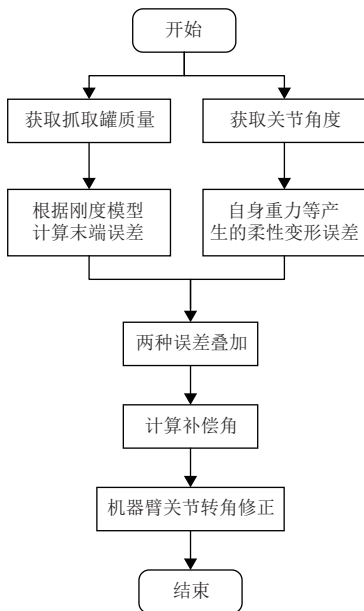 开始
获取抓取罐质量
获取关节角度
根据刚度模型
计算末端误差
自身重力等产
生的柔性变形误差
两种误差叠加
计算补偿角
机器臂关节转角修正
结束